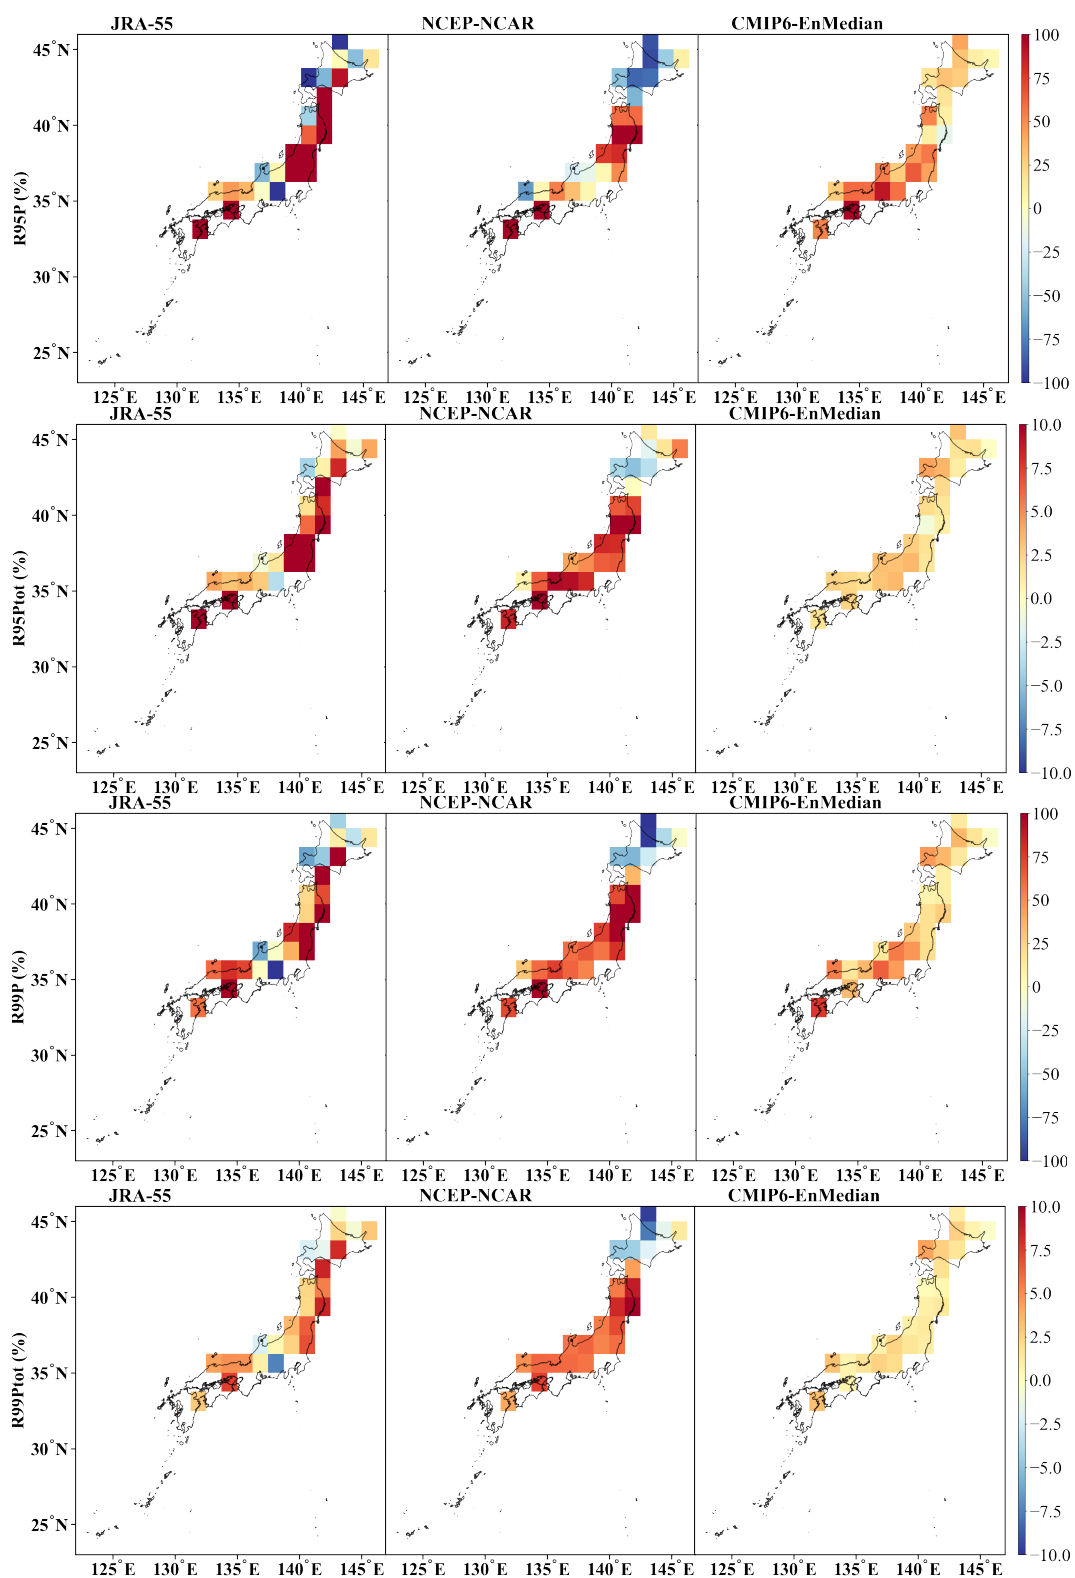 JRA-55 NCEP-NCAR CMIP6-EnMedian
R95P (%)
45°N
40°N
35°N
30°N
25°N
100
75
50
25
0
−25
−50
−75
−100
125°E 130°E 135°E 140°E 145°E 125°E 130°E 135°E 140°E 145°E 125°E 130°E 135°E 140°E 145°E
JRA-55 NCEP-NCAR CMIP6-EnMedian
R95Ptot (%)
45°N
40°N
35°N
30°N
25°N
10.0
7.5
5.0
2.5
0.0
−2.5
−5.0
−7.5
−10.0
125°E 130°E 135°E 140°E 145°E 125°E 130°E 135°E 140°E 145°E 125°E 130°E 135°E 140°E 145°E
JRA-55 NCEP-NCAR CMIP6-EnMedian
R99P (%)
45°N
40°N
35°N
30°N
25°N
100
75
50
25
0
−25
−50
−75
−100
125°E 130°E 135°E 140°E 145°E 125°E 130°E 135°E 140°E 145°E 125°E 130°E 135°E 140°E 145°E
JRA-55 NCEP-NCAR CMIP6-EnMedian
R99Ptot (%)
45°N
40°N
35°N
30°N
25°N
10.0
7.5
5.0
2.5
0.0
−2.5
−5.0
−7.5
−10.0
125°E 130°E 135°E 140°E 145°E 125°E 130°E 135°E 140°E 145°E 125°E 130°E 135°E 140°E 145°E